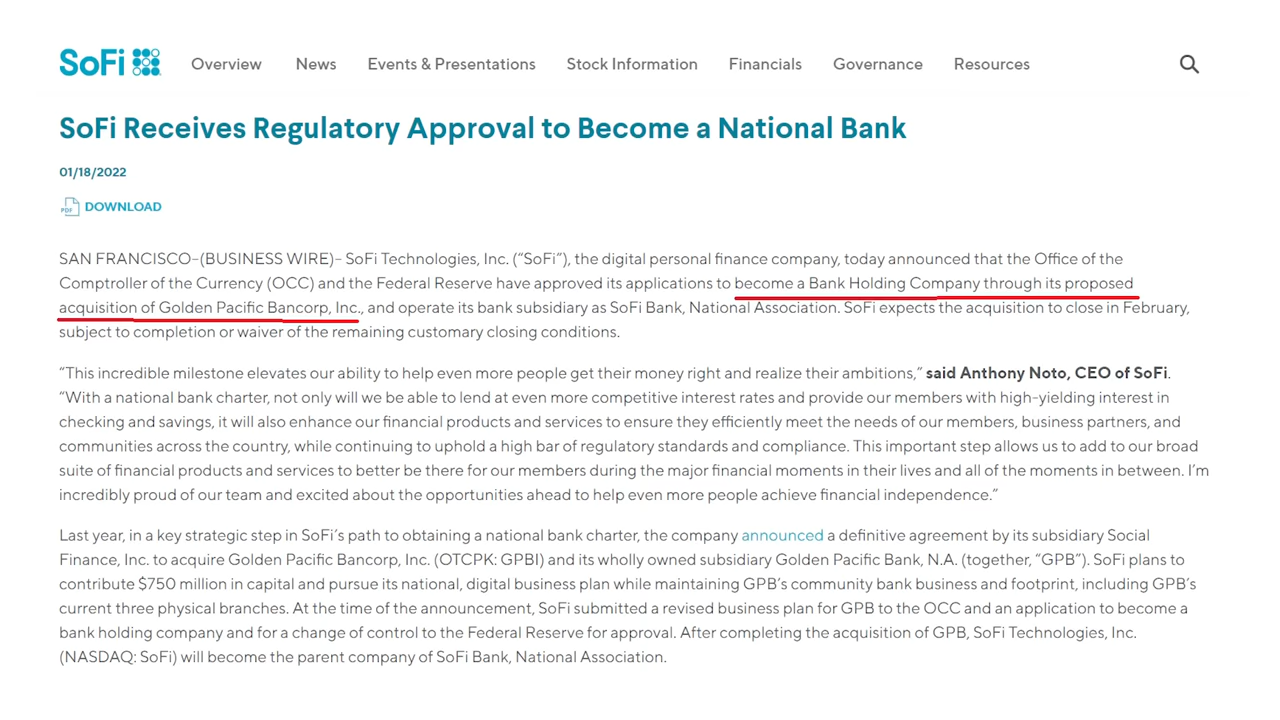 SoFi Overview News Events & Presentations Stock Information Financials Governance Resources
SoFi Receives Regulatory Approval to Become a National Bank
01/18/2022
PDF DOWNLOAD
SAN FRANCISCO–(BUSINESS WIRE)– SoFi Technologies, Inc. (“SoFi”), the digital personal finance company, today announced that the Office of the
Comptroller of the Currency (OCC) and the Federal Reserve have approved its applications to become a Bank Holding Company through its proposed
acquisition of Golden Pacific Bancorp, Inc., and operate its bank subsidiary as SoFi Bank, National Association. SoFi expects the acquisition to close in February,
subject to completion or waiver of the remaining customary closing conditions.
“This incredible milestone elevates our ability to help even more people get their money right and realize their ambitions,” said Anthony Noto, CEO of SoFi.
“With a national bank charter, not only will we be able to lend at even more competitive interest rates and provide our members with high-yielding interest in
checking and savings, it will also enhance our financial products and services to ensure they efficiently meet the needs of our members, business partners, and
communities across the country, while continuing to uphold a high bar of regulatory standards and compliance. This important step allows us to add to our broad
suite of financial products and services to better be there for our members during the major financial moments in their lives and all of the moments in between. I’m
incredibly proud of our team and excited about the opportunities ahead to help even more people achieve financial independence.”
Last year, in a key strategic step in SoFi’s path to obtaining a national bank charter, the company announced a definitive agreement by its subsidiary Social
Finance, Inc. to acquire Golden Pacific Bancorp, Inc. (OTCPK: GPBI) and its wholly owned subsidiary Golden Pacific Bank, N.A. (together, “GPB”). SoFi plans to
contribute $750 million in capital and pursue its national, digital business plan while maintaining GPB’s community bank business and footprint, including GPB’s
current three physical branches. At the time of the announcement, SoFi submitted a revised business plan for GPB to the OCC and an application to become a
bank holding company and for a change of control to the Federal Reserve for approval. After completing the acquisition of GPB, SoFi Technologies, Inc.
(NASDAQ: SoFi) will become the parent company of SoFi Bank, National Association.